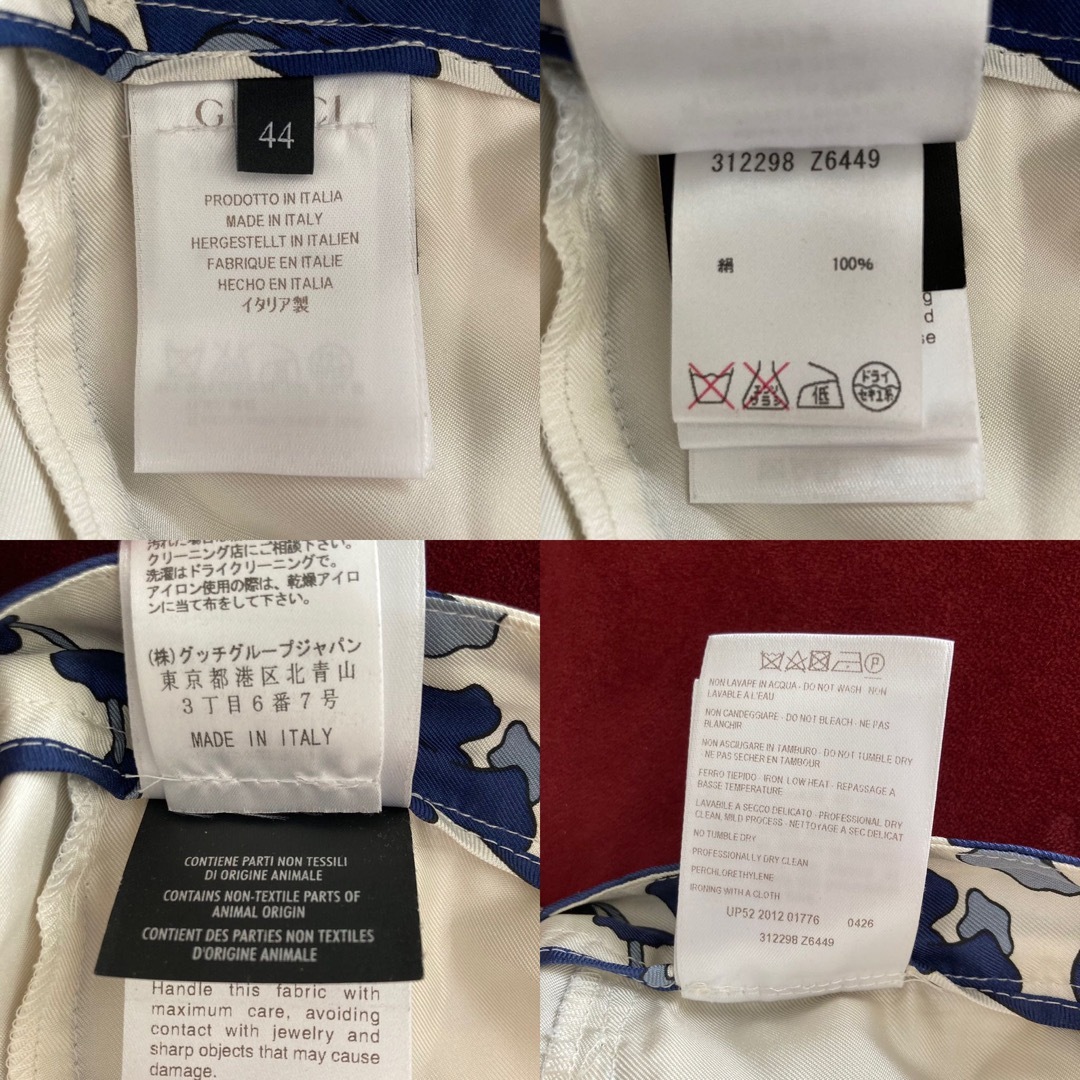 GUCCI
44
PRODOTTO IN ITALIA
MADE IN ITALY
HERGESTELLT IN ITALIEN
FABRIQUE EN ITALIE
HECHO EN ITALIA
イタリア製
312298 Z6449
絹 100%
g
d
se
エンソ
ブラシ
低
ドライ
セキユ系
クリーニング店にご相談下さい。
洗濯はドライクリーニングで。
アイロン使用の際は、乾燥アイロ
ンに当て布をして下さい。
(株)グッチグループジャパン
東京都港区北青山
3丁目6番7号
MADE IN ITALY
CONTIENE PARTI NON TESSILI
DI ORIGINE ANIMALE
CONTAINS NON-TEXTILE PARTS OF
ANIMAL ORIGIN
CONTIENT DES PARTIES NON TEXTILES
D'ORIGINE ANIMALE
Handle this fabric with
maximum care, avoiding
contact with jewelry and
sharp objects that may cause
damage.
P
NON LAVARE IN ACQUA - DO NOT WASH NON
LAVABLE A L'EAU
NON CANDEGGIARE - DO NOT BLEACH - NE PAS
BLANCHIR
NON ASCIUGARE IN TAMBURO - DO NOT TUMBLE DRY
- NE PAS SECHER EN TAMBOUR
FERRO TIEPIDO - IRON, LOW HEAT - REPASSAGE A
BASSE TEMPERATURE
LAVABILE A SECCO DELICATO - PROFESSIONAL DRY
CLEAN, MILD PROCESS - NETTOYAGE A SEC DELICAT
NO TUMBLE DRY
PROFESSIONALLY DRY CLEAN
PERCHLORETHYLENE
IRONING WITH A CLOTH
UP52 2012 01776 0426
312298 Z6449